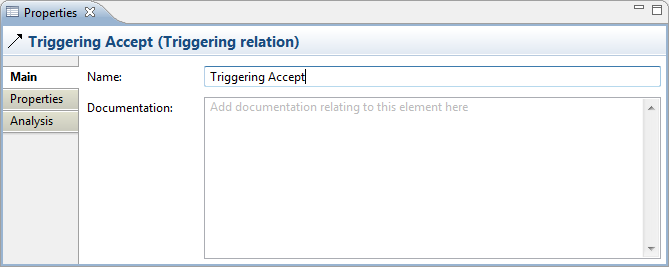 Properties
Triggering Accept (Triggering relation)
Main
Name:
Triggering Accept
Properties
Documentation:
Add documentation relating to this element here
Analysis